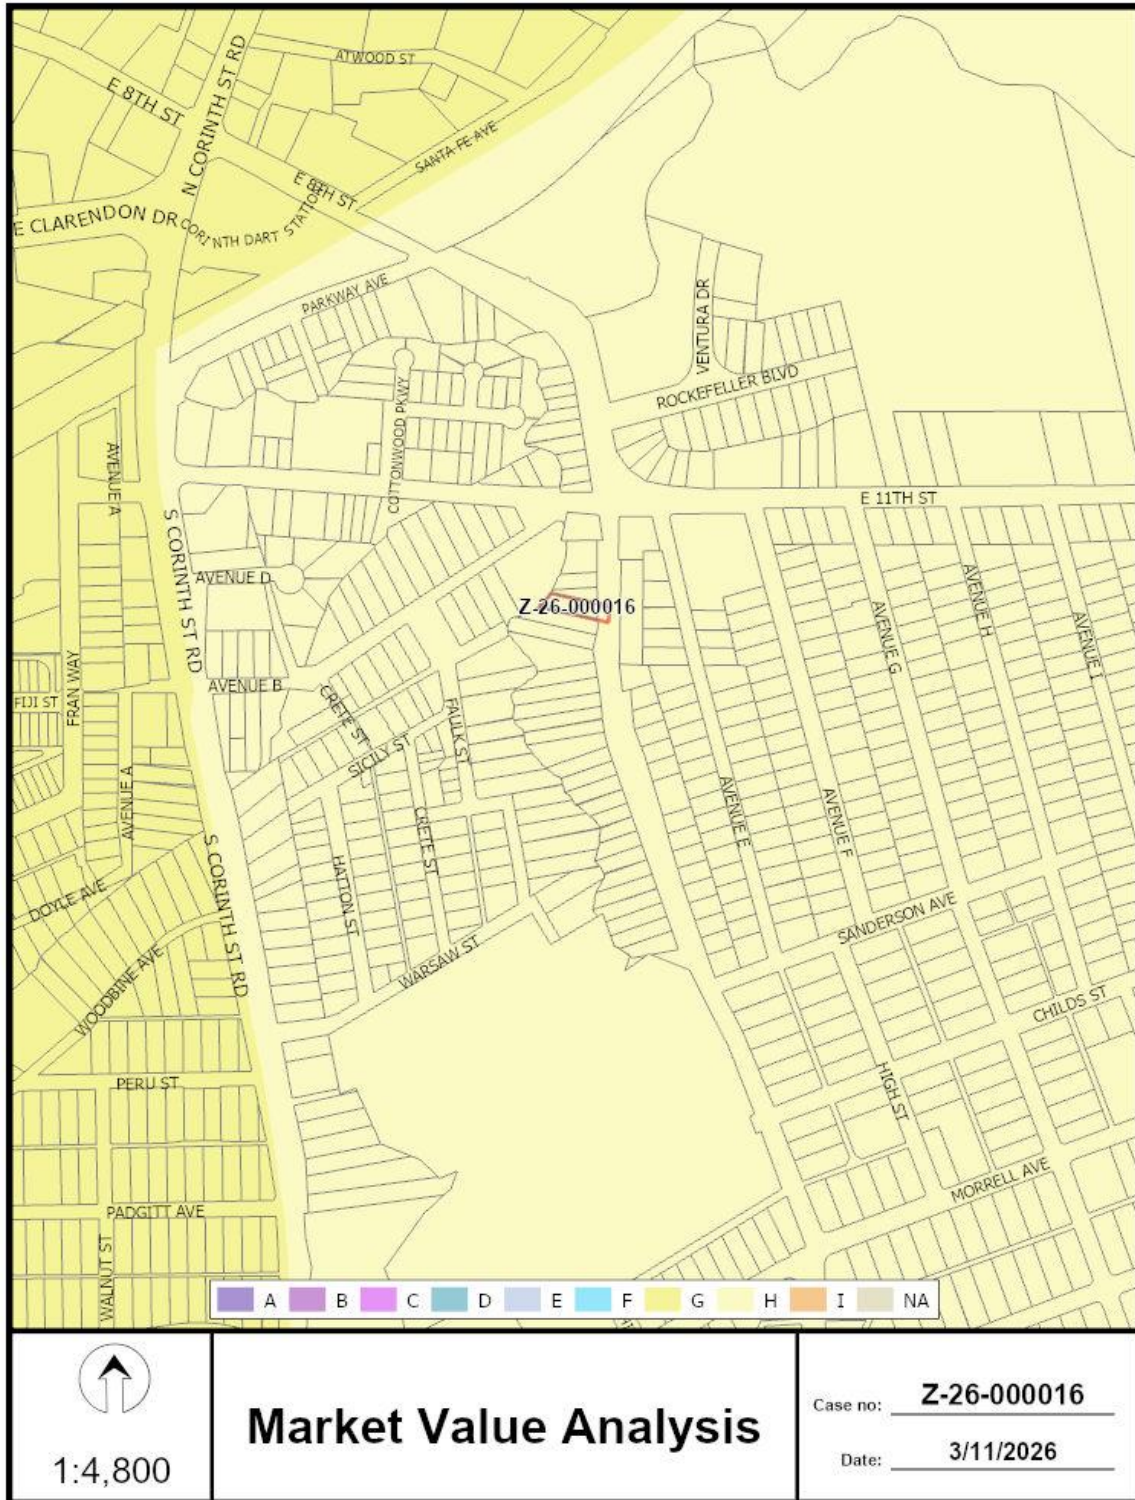 ATWOOD ST
E 8TH ST
N CORINTH ST RD
SANTA FE AVE
E 8TH ST
E CLARENDON DR
CORINTH DART STATION
PARKWAY AVE
VENTURA DR
ROCKEFELLER BLVD
COTTONWOOD PKWY
AVENUE A
E 11TH ST
S CORINTH ST RD
AVENUE D
Z-26-000016
AVENUE H
AVENUE G
AVENUE I
FRAN WAY
AVENUE B
FIJI ST
CRETE ST
FAULK ST
SICILY ST
AVENUE A
AVENUE E
AVENUE F
CRETE ST
S CORINTH ST RD
HATTON ST
DOYLE AVE
SANDERSON AVE
WOODBINE AVE
WARSAW ST
CHILDS ST
PERU ST
HIGH ST
MORRELL AVE
PADGITT AVE
WALNUT ST
A B C D E F G H I NA
1:4,800
Market Value Analysis
Case no: Z-26-000016
Date: 3/11/2026